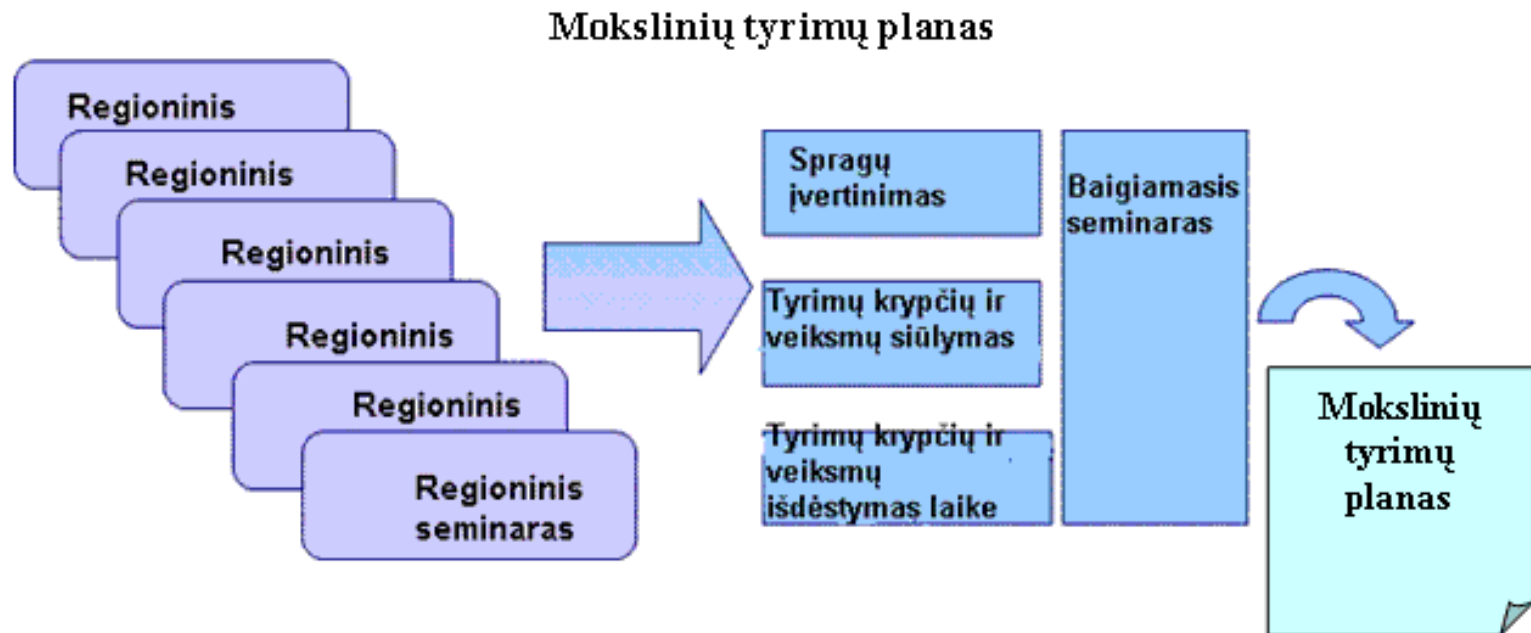 Mokslinių tyrimų planas
Regioninis
Regioninis
Regioninis
Regioninis
Regioninis
Regioninis
seminaras
Spragų
įvertinimas
Tyrimų krypčių ir
veiksmų siūlymas
Tyrimų krypčių ir
veiksmų
išdėstymas laike
Baigiamasis
seminaras
Mokslinių
tyrimų
planas